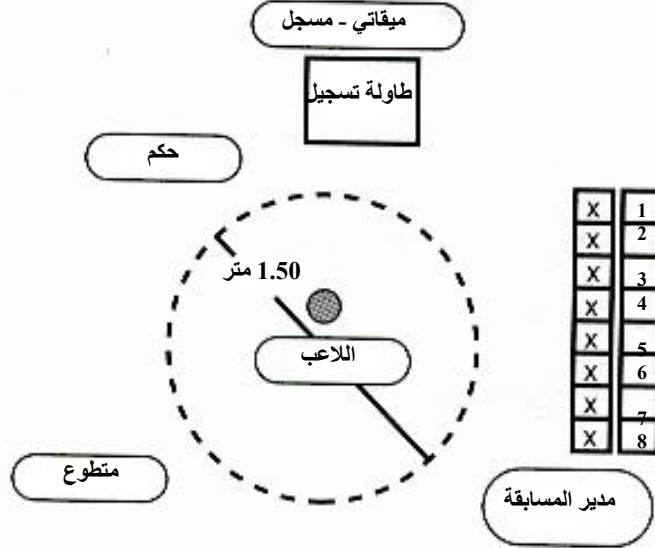 ميقاتي - مسجل
طاولة تسجيل
حكم
1.50 متر
اللاعب
متطوع
مدير المسابقة
X 1
X 2
X 3
X 4
X 5
X 6
X 7
X 8